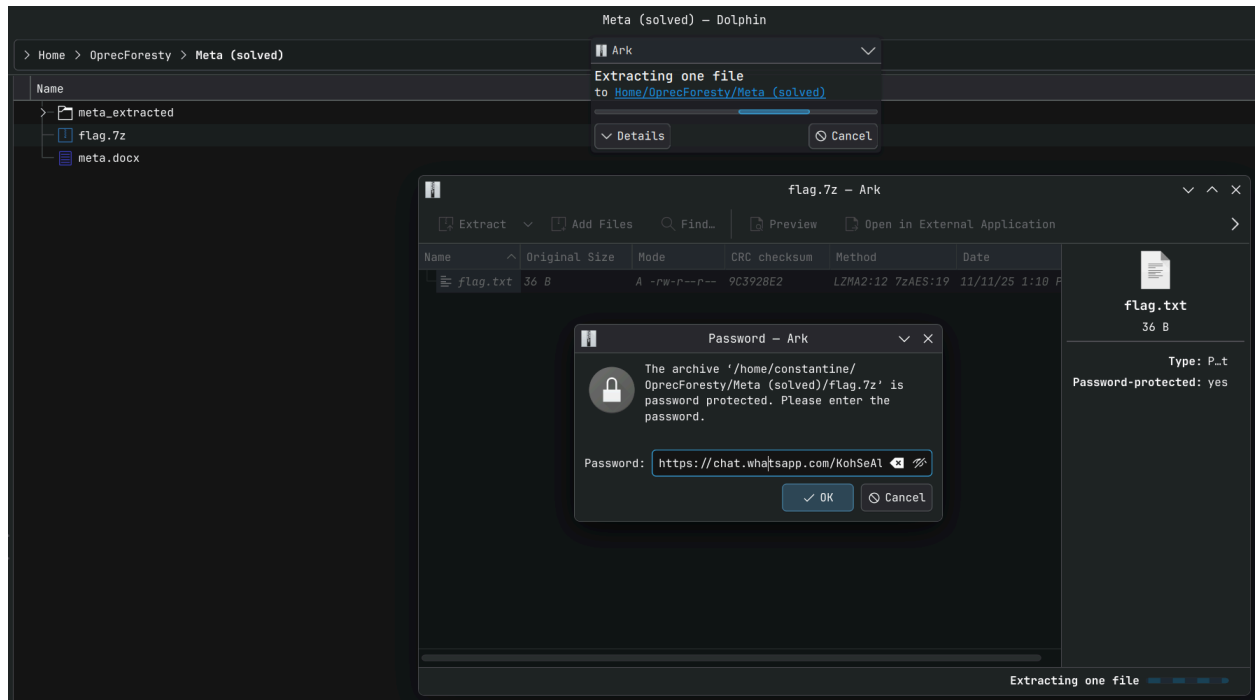 Meta (solved) — Dolphin
> Home > OprecForesty > Meta (solved)
Name
meta_extracted
flag.7z
meta.docx
Ark
Extracting one file
to Home/OprecForesty/Meta (solved)
Details
Cancel
flag.7z — Ark
Extract
Add Files
Find…
Preview
Open in External Application
Name Original Size Mode CRC checksum Method Date
flag.txt 36 B A -rw-r--r-- 9C3928E2 LZMA2:12 7zAES:19 11/11/25 1:10 P
flag.txt
36 B
Type: P…t
Password-protected: yes
Password — Ark
The archive ‘/home/constantine/
OprecForesty/Meta (solved)/flag.7z’ is
password protected. Please enter the
password.
Password: https://chat.whatsapp.com/KohSeAl
OK
Cancel
Extracting one file